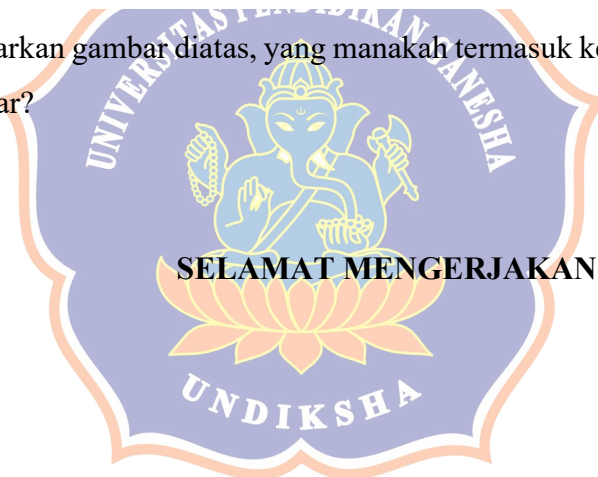 UNIVERSITAS PENDIDIKAN GANESHA
arkan gambar diatas, yang manakah termasuk ke
ar?
SELAMAT MENGERJAKAN
UNDIKSHA